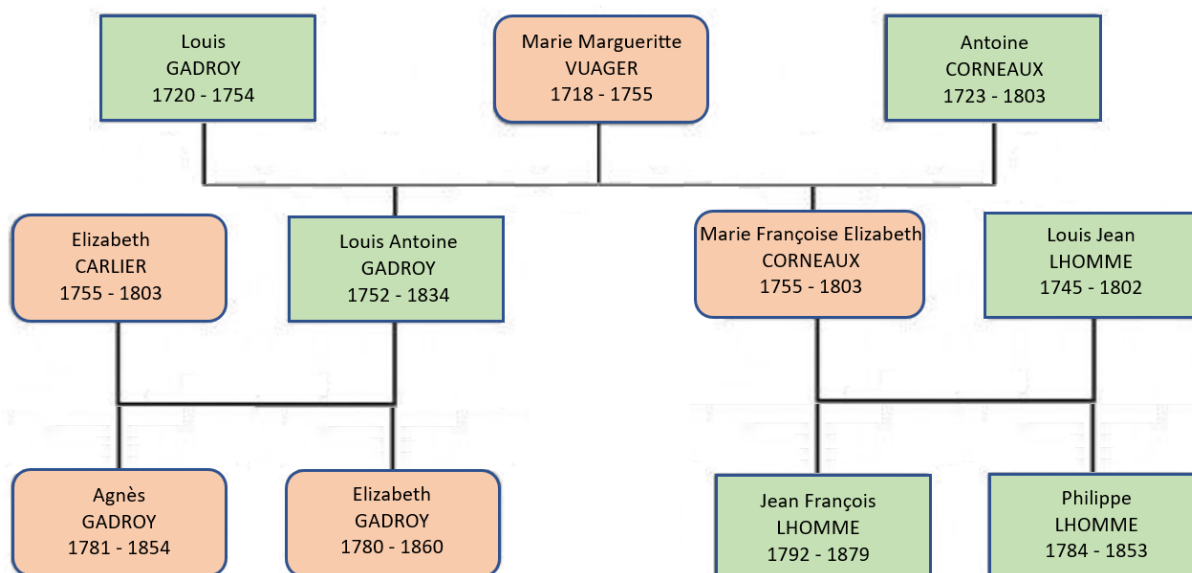 Louis
GADROY
1720 - 1754
Marie Margueritte
VUAGER
1718 - 1755
Antoine
CORNEAUX
1723 - 1803
Elizabeth
CARLIER
1755 - 1803
Louis Antoine
GADROY
1752 - 1834
Marie Françoise Elizabeth
CORNEAUX
1755 - 1803
Louis Jean
LHOMME
1745 - 1802
Agnès
GADROY
1781 - 1854
Elizabeth
GADROY
1780 - 1860
Jean François
LHOMME
1792 - 1879
Philippe
LHOMME
1784 - 1853